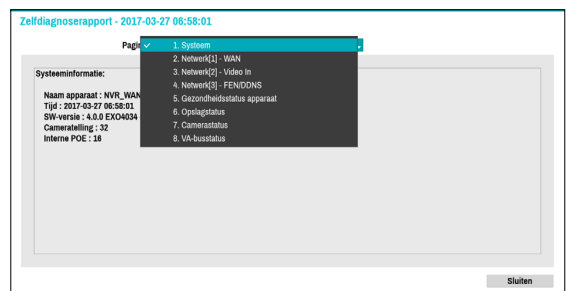 Zelfdiagnoserapport - 2017-03-27 06:58:01
Pagin
✓ 1. Systeem
2. Netwerk[1] - WAN
3. Netwerk[2] - Video In
4. Netwerk[3] - FEN/DDNS
5. Gezondheidsstatus apparaat
6. Opslagstatus
7. Camerastatus
8. VA-busstatus
Systeeminformatie:
Naam apparaat : NVR_WAN
Tijd : 2017-03-27 06:58:01
SW-versie : 4.0.0 EXO4034
Cameratelling : 32
Interne POE : 16
Sluiten